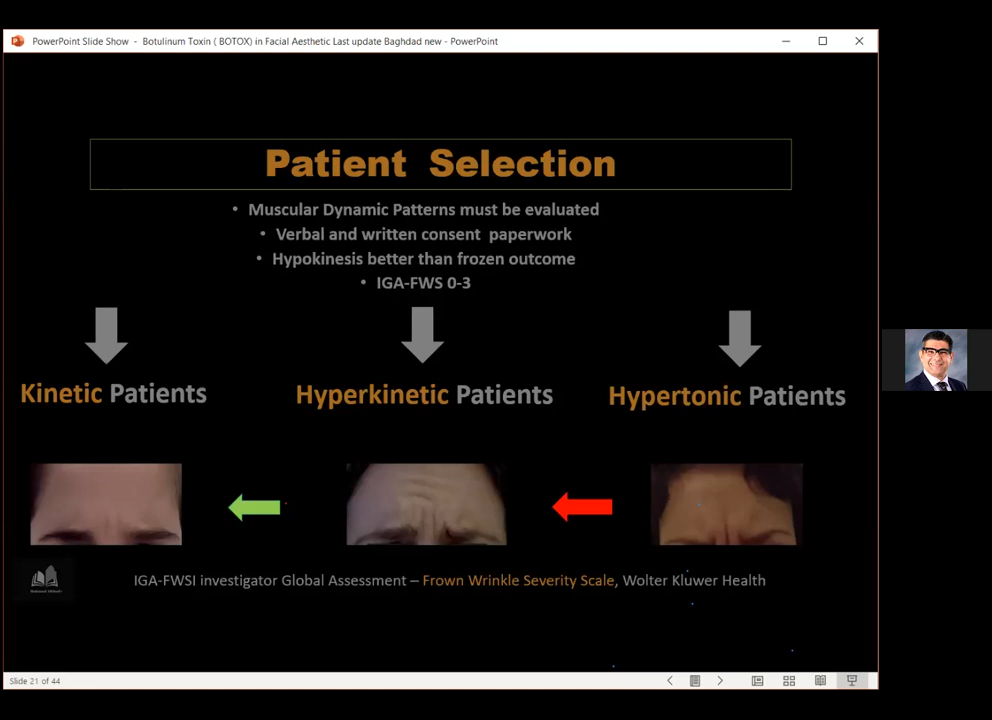 PowerPoint Slide Show - Botulinum Toxin ( BOTOX) in Facial Aesthetic Last update Baghdad new - PowerPoint
Patient Selection
• Muscular Dynamic Patterns must be evaluated
• Verbal and written consent paperwork
• Hypokinesis better than frozen outcome
• IGA-FWS 0-3
Kinetic Patients
Hyperkinetic Patients
Hypertonic Patients
IGA-FWSI investigator Global Assessment – Frown Wrinkle Severity Scale, Wolter Kluwer Health
Slide 21 of 44